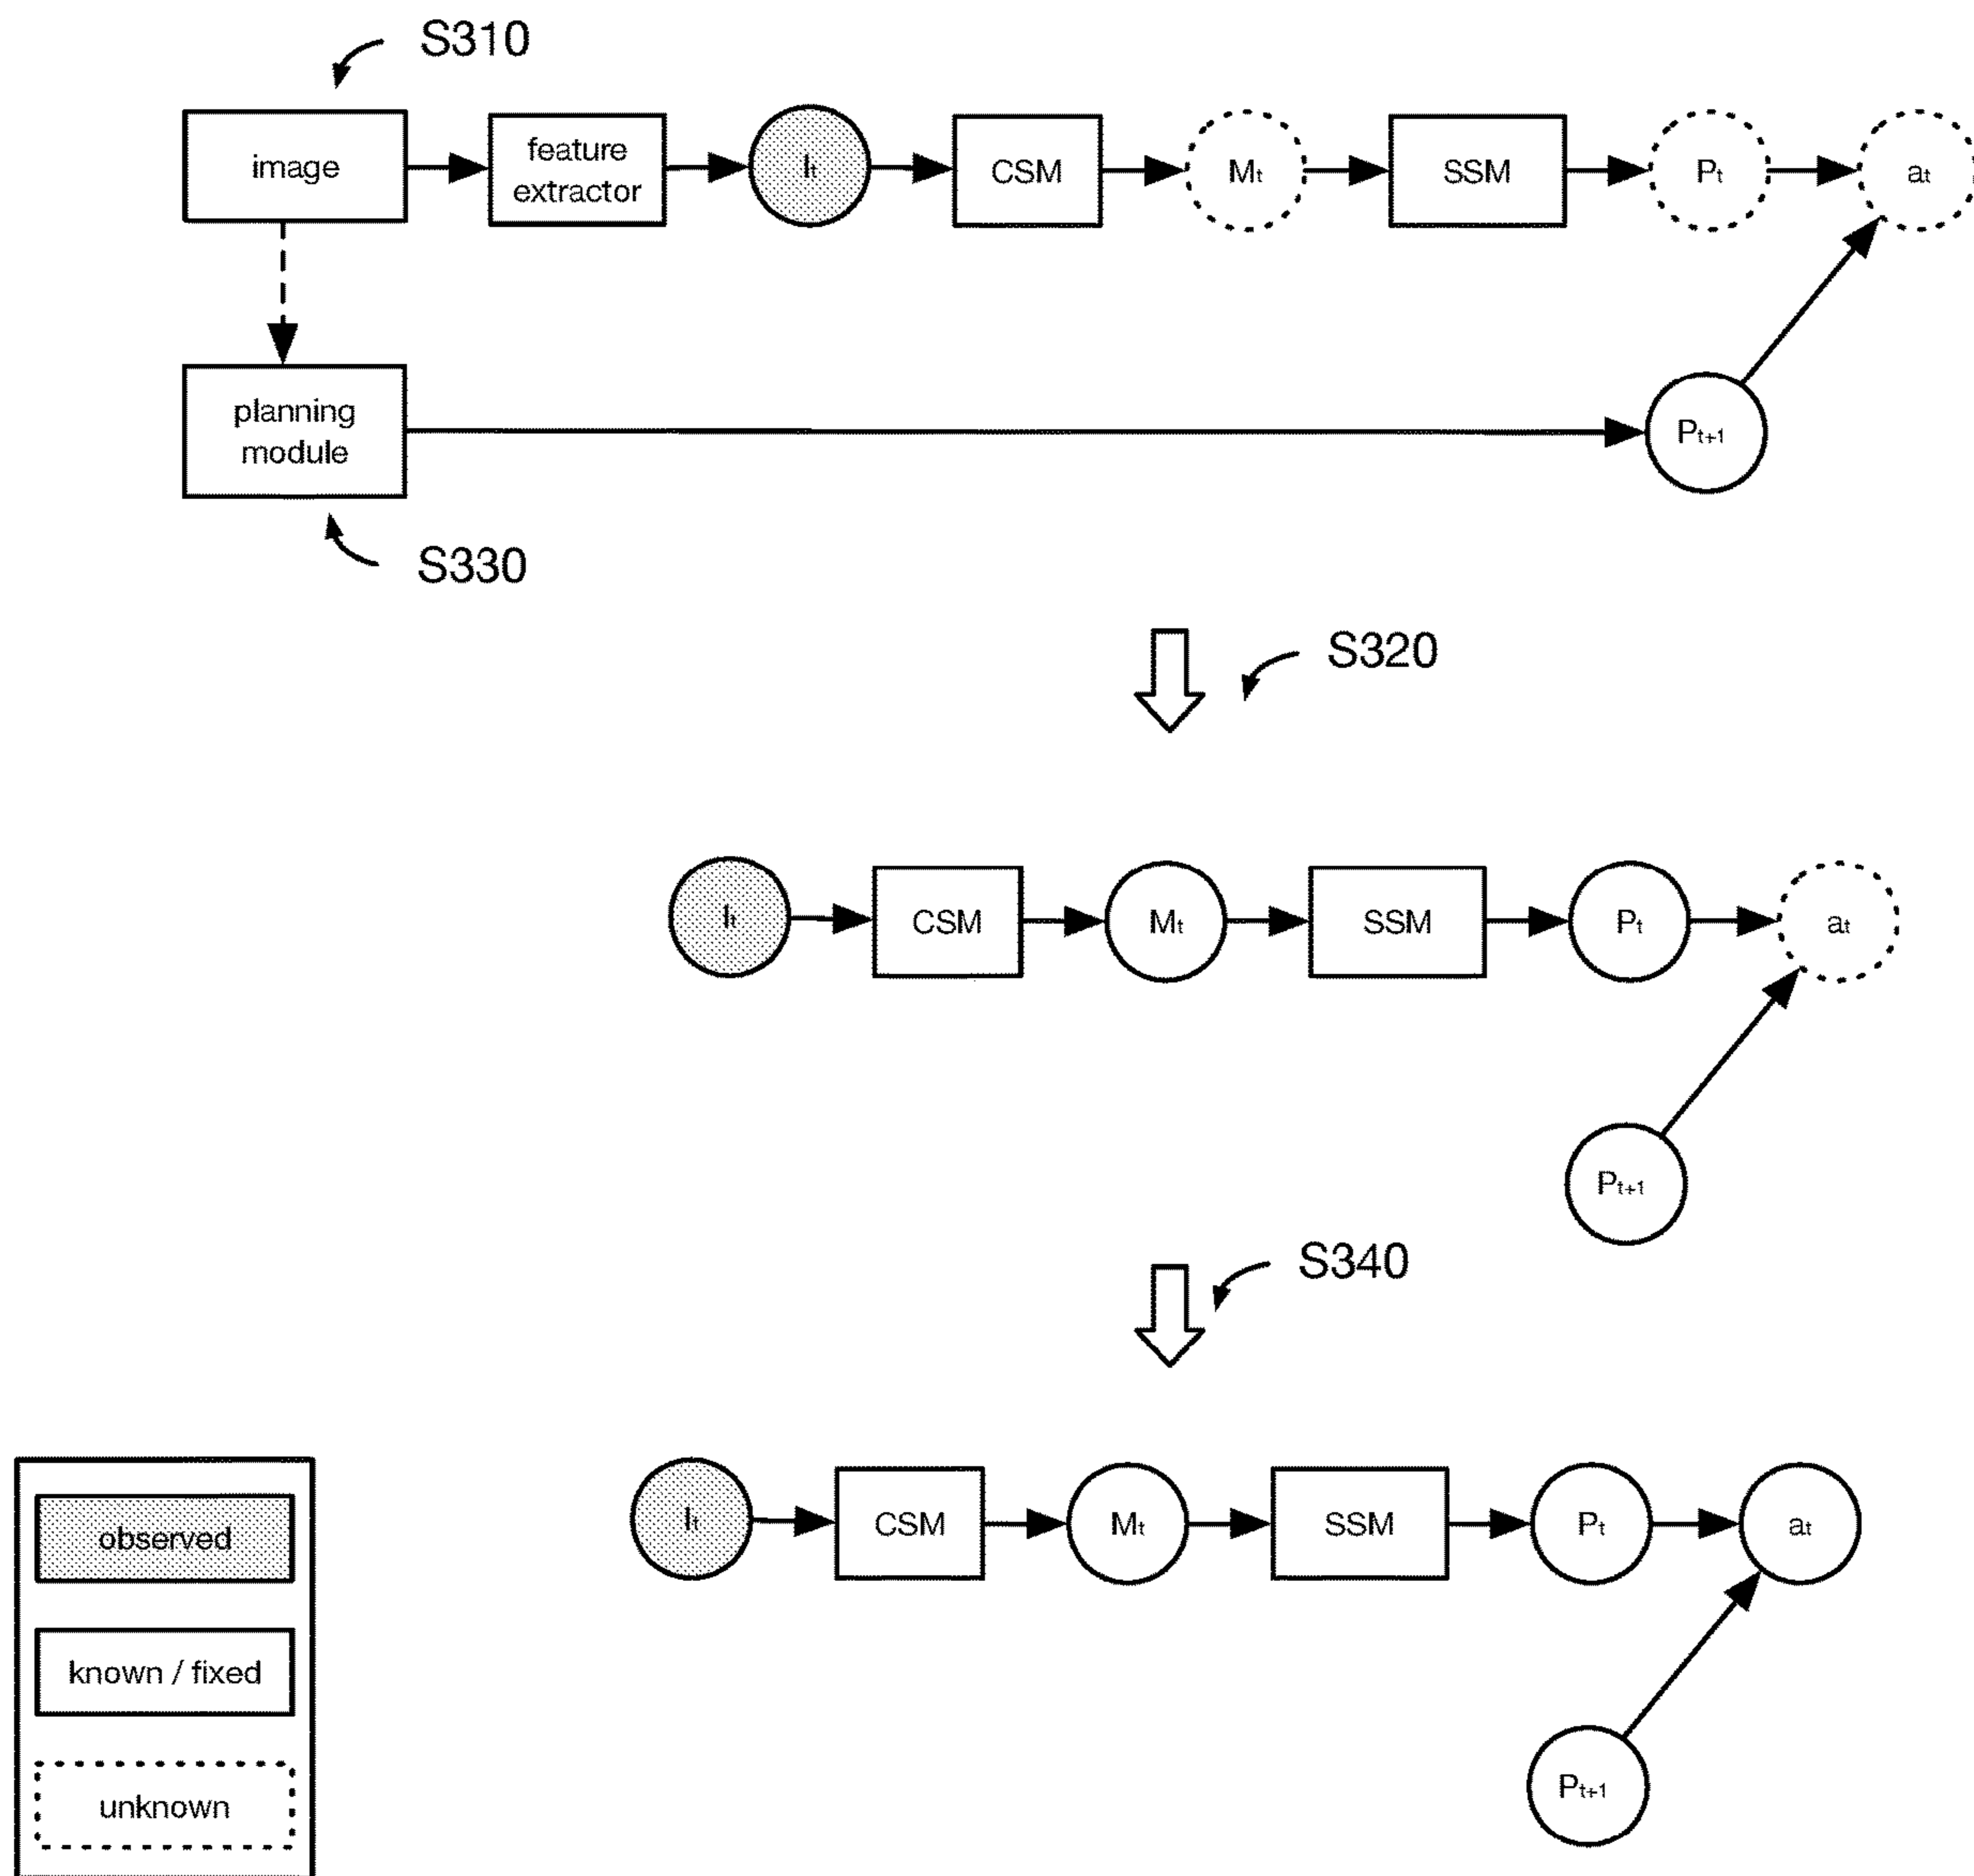 S310
image
feature
extractor
It
CSM
Mt
SSM
Pt
at
planning
module
Pt+1
S330
S320
It
CSM
Mt
SSM
Pt
at
Pt+1
S340
It
CSM
Mt
SSM
Pt
at
Pt+1
observed
known / fixed
unknown